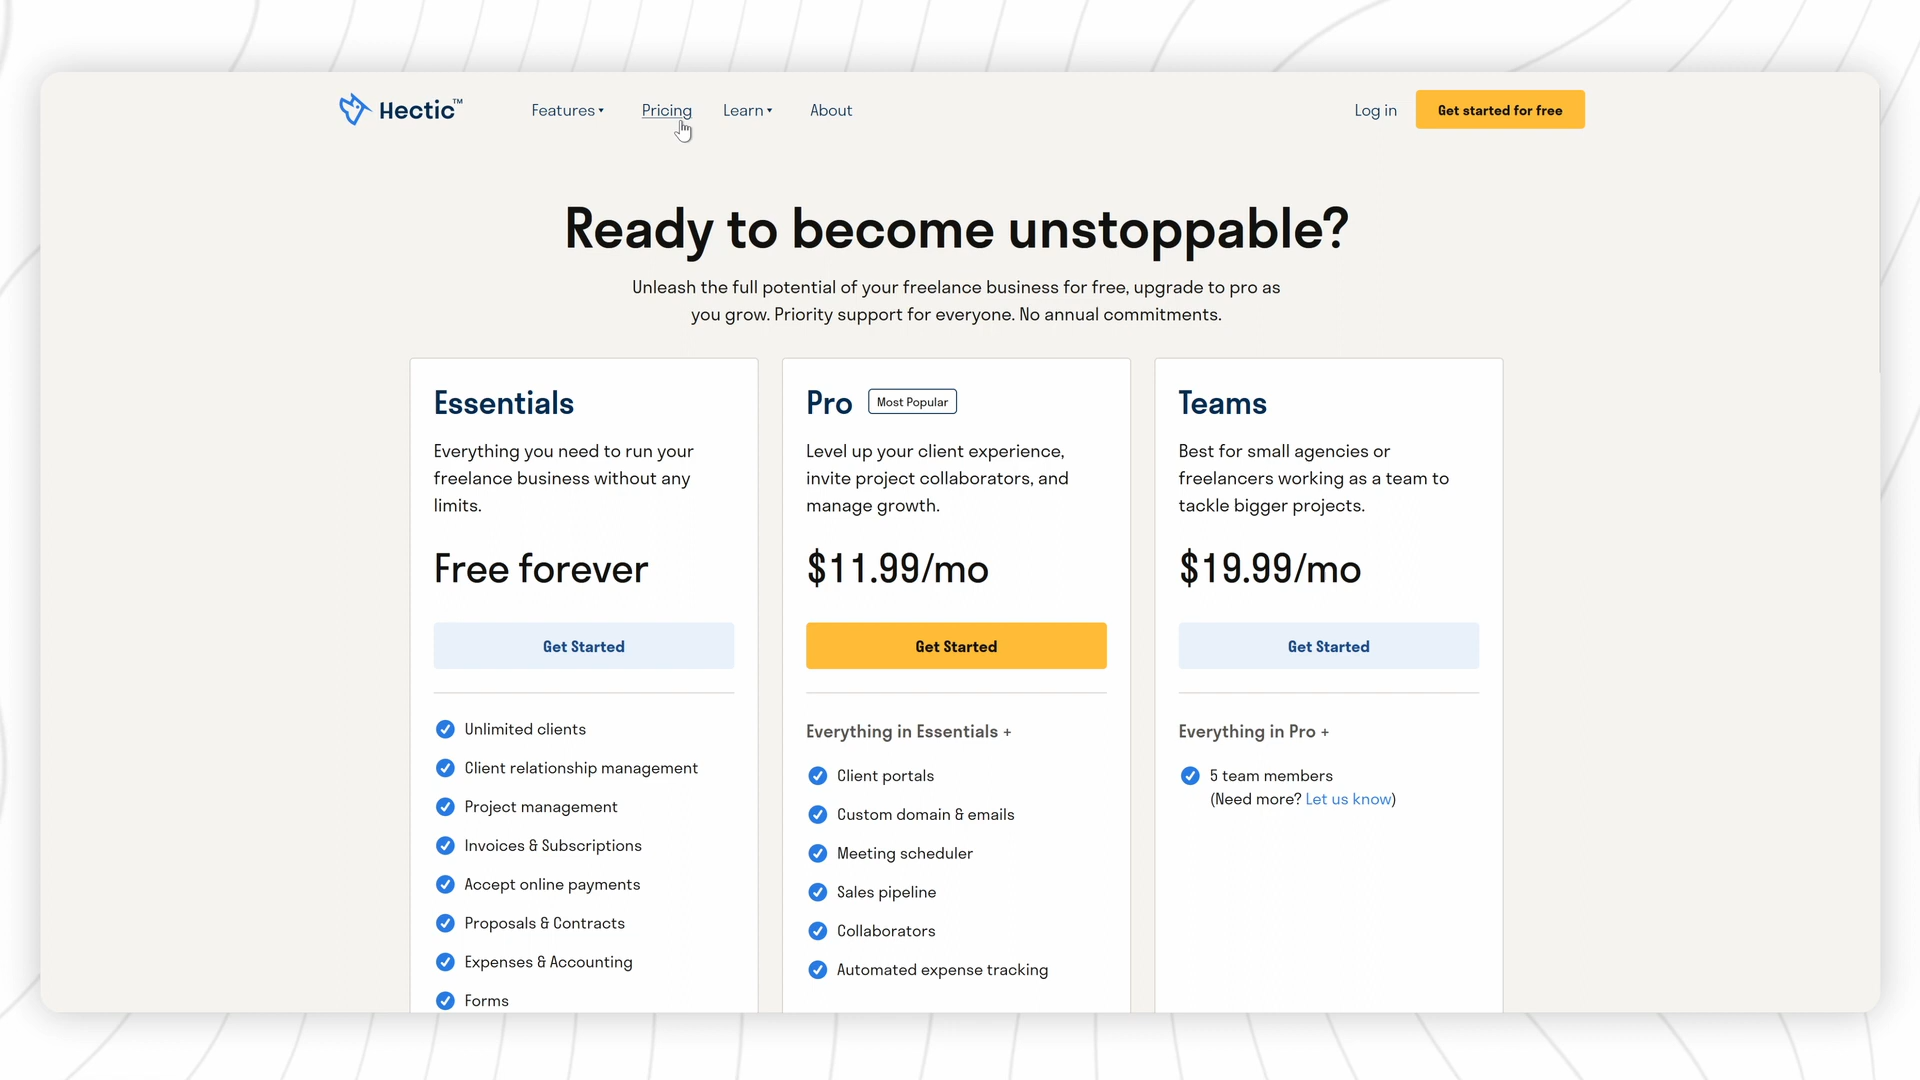 Hectic™
Features
Pricing
Learn
About
Log in
Get started for free
Ready to become unstoppable?
Unleash the full potential of your freelance business for free, upgrade to pro as
you grow. Priority support for everyone. No annual commitments.
Essentials
Everything you need to run your
freelance business without any
limits.
Free forever
Get Started
Unlimited clients
Client relationship management
Project management
Invoices & Subscriptions
Accept online payments
Proposals & Contracts
Expenses & Accounting
Forms
Pro
Most Popular
Level up your client experience,
invite project collaborators, and
manage growth.
$11.99/mo
Get Started
Everything in Essentials +
Client portals
Custom domain & emails
Meeting scheduler
Sales pipeline
Collaborators
Automated expense tracking
Teams
Best for small agencies or
freelancers working as a team to
tackle bigger projects.
$19.99/mo
Get Started
Everything in Pro +
5 team members
(Need more? Let us know)